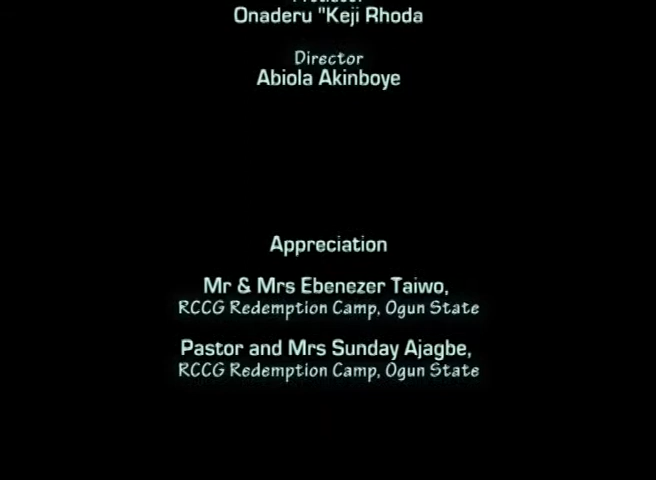 Producer
Onaderu "Keji Rhoda
Director
Abiola Akinboye
Appreciation
Mr & Mrs Ebenezer Taiwo,
RCCG Redemption Camp, Ogun State
Pastor and Mrs Sunday Ajagbe,
RCCG Redemption Camp, Ogun State